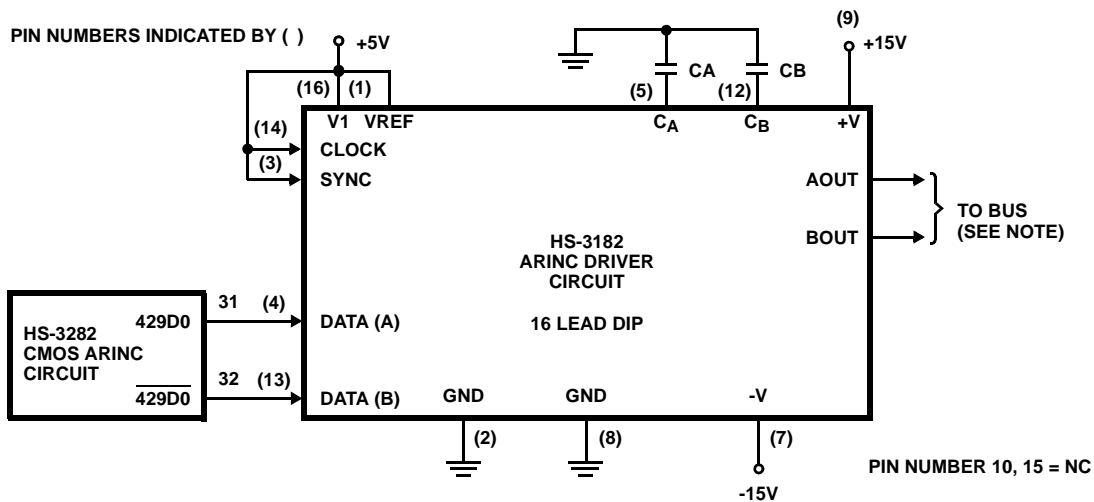 PIN NUMBERS INDICATED BY ( )
+5V
(9)
+15V
CA
CB
(16) (1)
(5)
(12)
V1 VREF
CA
CB
+V
(14)
CLOCK
(3)
SYNC
AOUT
BOUT
TO BUS
(SEE NOTE)
HS-3182
ARINC DRIVER
CIRCUIT
16 LEAD DIP
HS-3282
CMOS ARINC
CIRCUIT
429D0
31 (4)
DATA (A)
429D0
32 (13)
DATA (B)
GND
GND
-V
(2)
(8)
(7)
-15V
PIN NUMBER 10, 15 = NC